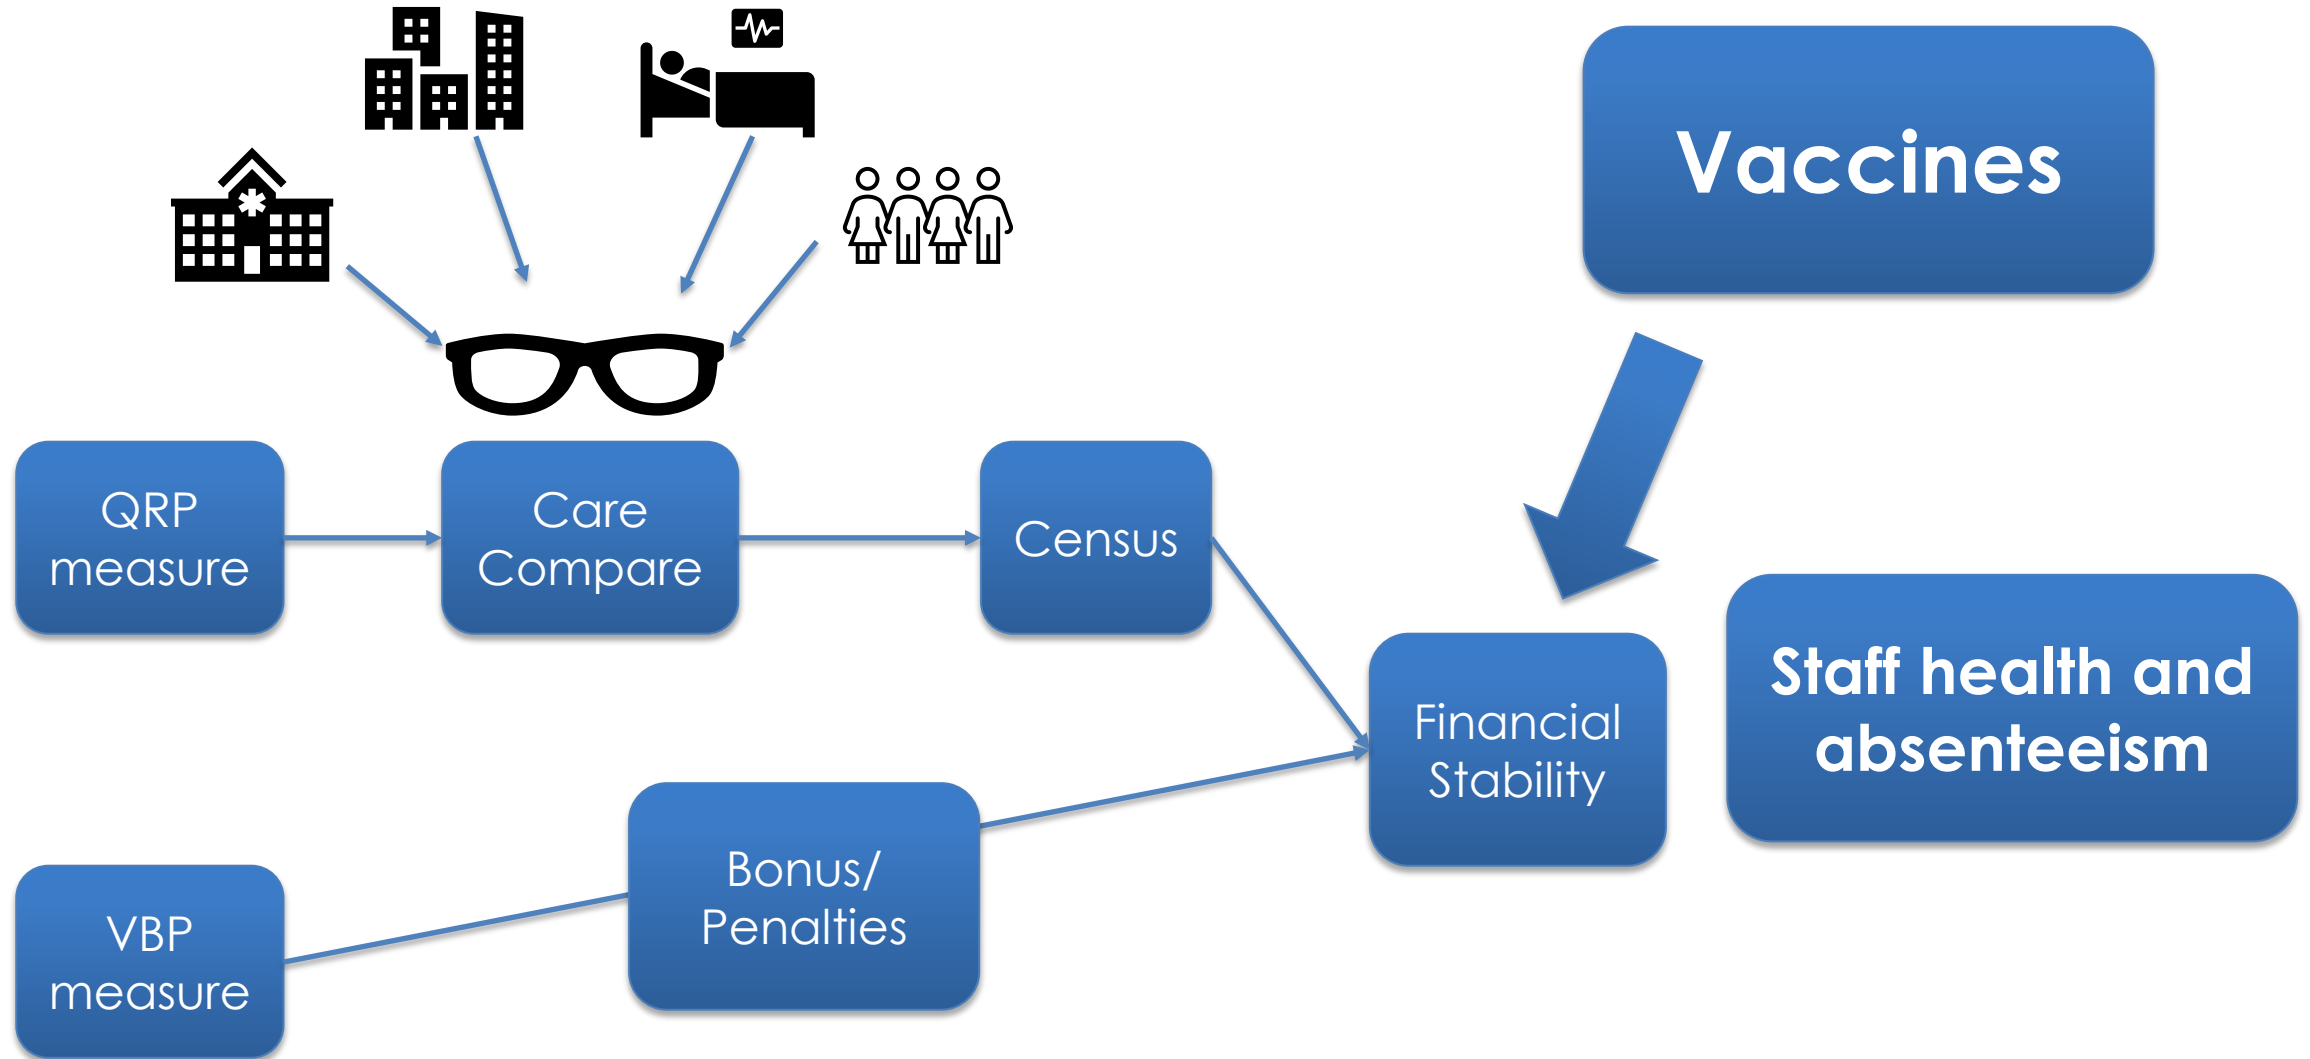 Vaccines
QRP
measure
Care
Compare
Census
Financial
Stability
Staff health and
absenteeism
Bonus/
Penalties
VBP
measure